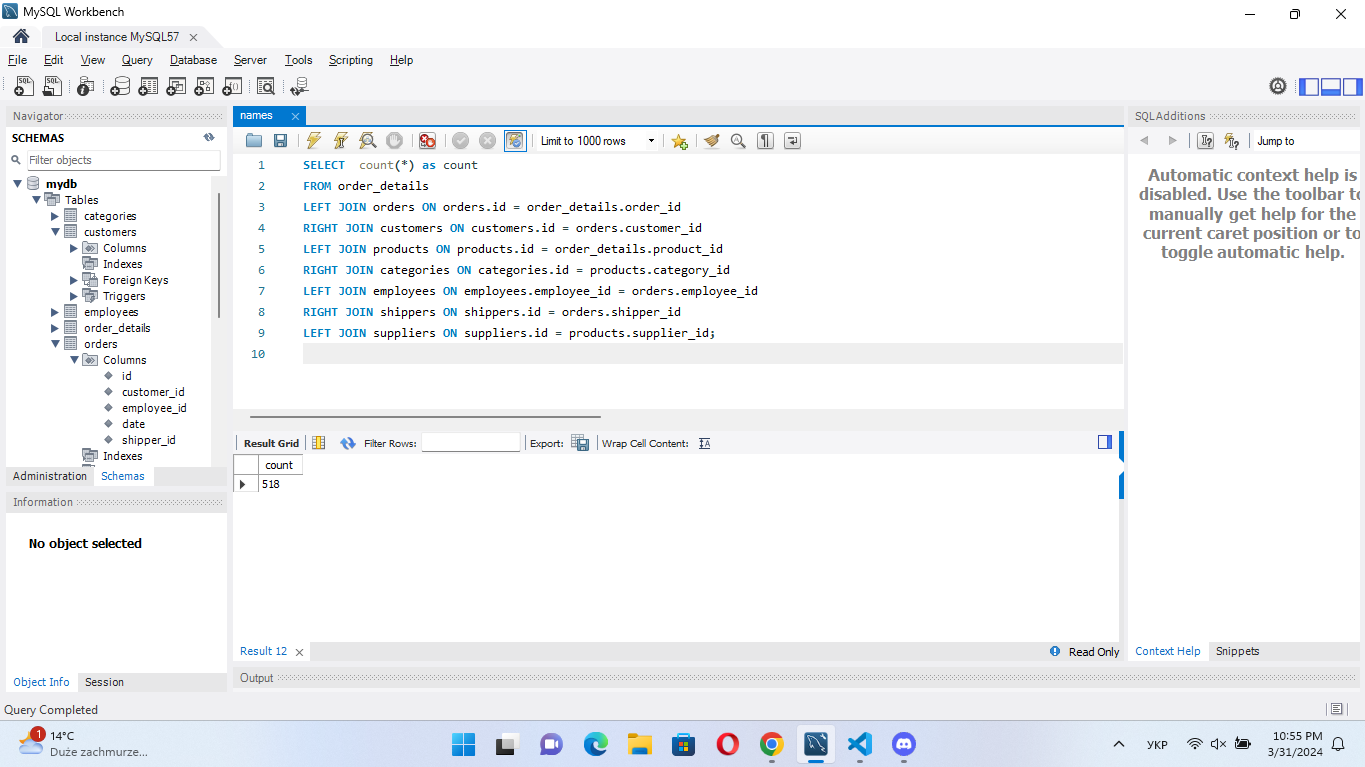 MySQL Workbench
Local instance MySQL57
File Edit View Query Database Server Tools Scripting Help
Navigator
SCHEMAS
Filter objects
mydb
Tables
categories
customers
Columns
Indexes
Foreign Keys
Triggers
employees
order_details
orders
Columns
id
customer_id
employee_id
date
shipper_id
Indexes
Administration Schemas
Information
No object selected
Object Info Session
names
Limit to 1000 rows
1 SELECT count(*) as count
2 FROM order_details
3 LEFT JOIN orders ON orders.id = order_details.order_id
4 RIGHT JOIN customers ON customers.id = orders.customer_id
5 LEFT JOIN products ON products.id = order_details.product_id
6 RIGHT JOIN categories ON categories.id = products.category_id
7 LEFT JOIN employees ON employees.employee_id = orders.employee_id
8 RIGHT JOIN shippers ON shippers.id = orders.shipper_id
9 LEFT JOIN suppliers ON suppliers.id = products.supplier_id;
10
Result Grid Filter Rows: Export: Wrap Cell Content:
count
518
Result 12
Read Only
Output
SQLAdditions
Jump to
Automatic context help is
disabled. Use the toolbar to
manually get help for the
current caret position or to
toggle automatic help.
Context Help Snippets
Query Completed
1
14°C
Duże zachmurze...
УКР
10:55 PM
3/31/2024